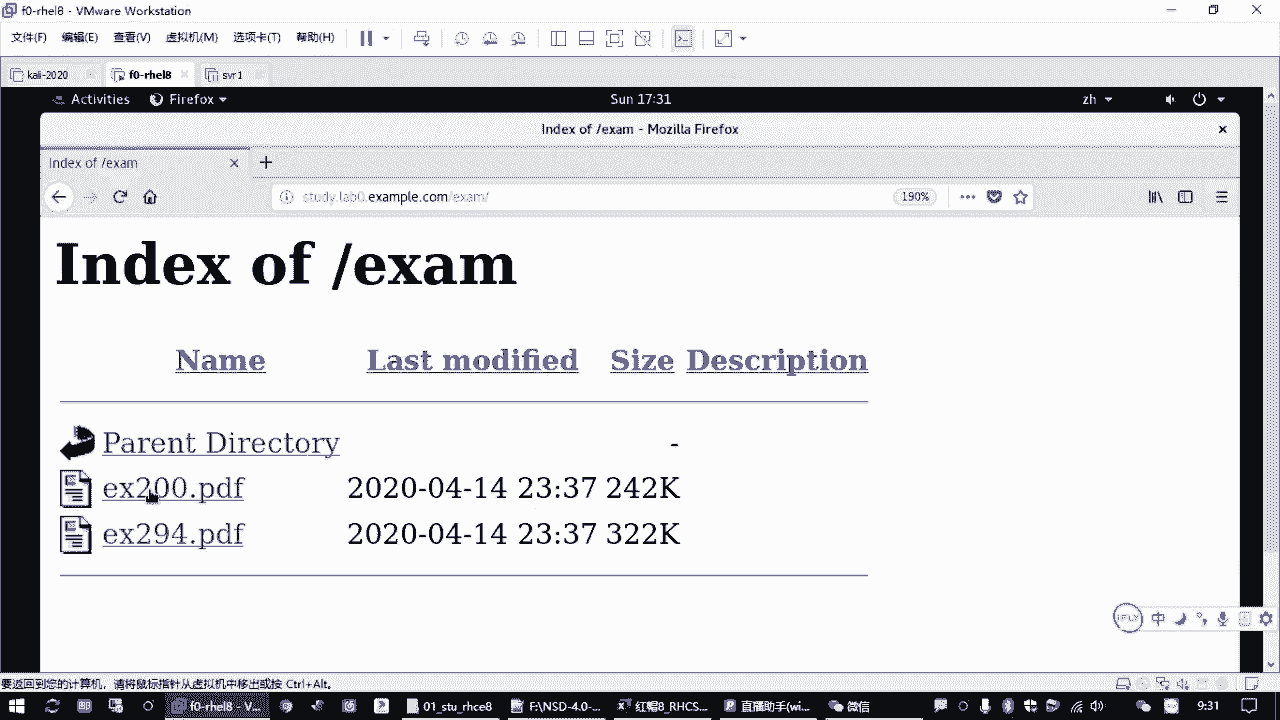 f0-rhel8 - VMware Workstation
文件(F) 编辑(E) 查看(V) 虚拟机(M) 选项卡(T) 帮助(H)
kali-2020 f0-rhel8 svr1
Activities Firefox Sun 17:31 zh
Index of /exam - Mozilla Firefox
Index of /exam
study.lab0.example.com/exam/ 190%
Index of /exam
Name Last modified Size Description
Parent Directory -
ex200.pdf 2020-04-14 23:37 242K
ex294.pdf 2020-04-14 23:37 322K
iFLY 中
要返回到您的计算机，请将鼠标指针从虚拟机中移出或按 Ctrl+Alt。
f0-rhel8 - V... 01_stu_rhce8 F:\NSD-4.0-... 红帽8_RHCS... 直播助手(wi... 微信 9:31